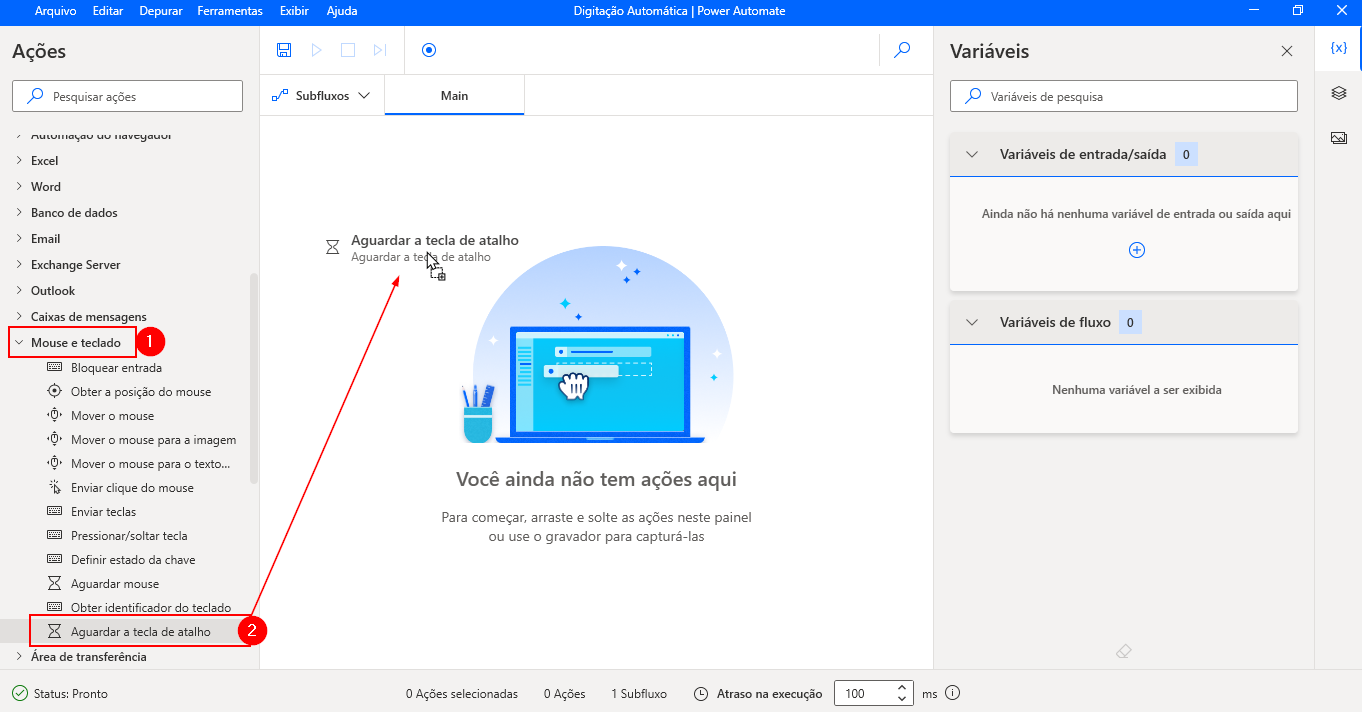 Arquivo Editar Depurar Ferramentas Exibir Ajuda
Digitação Automática | Power Automate
Ações
Pesquisar ações
Automação do navegador
Excel
Word
Banco de dados
Email
Exchange Server
Outlook
Caixas de mensagens
Mouse e teclado
1
Bloquear entrada
Obter a posição do mouse
Mover o mouse
Mover o mouse para a imagem
Mover o mouse para o texto...
Enviar clique do mouse
Enviar teclas
Pressionar/soltar tecla
Definir estado da chave
Aguardar mouse
Obter identificador do teclado
Aguardar a tecla de atalho
2
Área de transferência
Subfluxos
Main
Aguardar a tecla de atalho
Aguardar a tecla de atalho
Você ainda não tem ações aqui
Para começar, arraste e solte as ações neste painel
ou use o gravador para capturá-las
Variáveis
{x}
Variáveis de pesquisa
Variáveis de entrada/saída 0
Ainda não há nenhuma variável de entrada ou saída aqui
Variáveis de fluxo 0
Nenhuma variável a ser exibida
Status: Pronto
0 Ações selecionadas
0 Ações
1 Subfluxo
Atraso na execução
100
ms